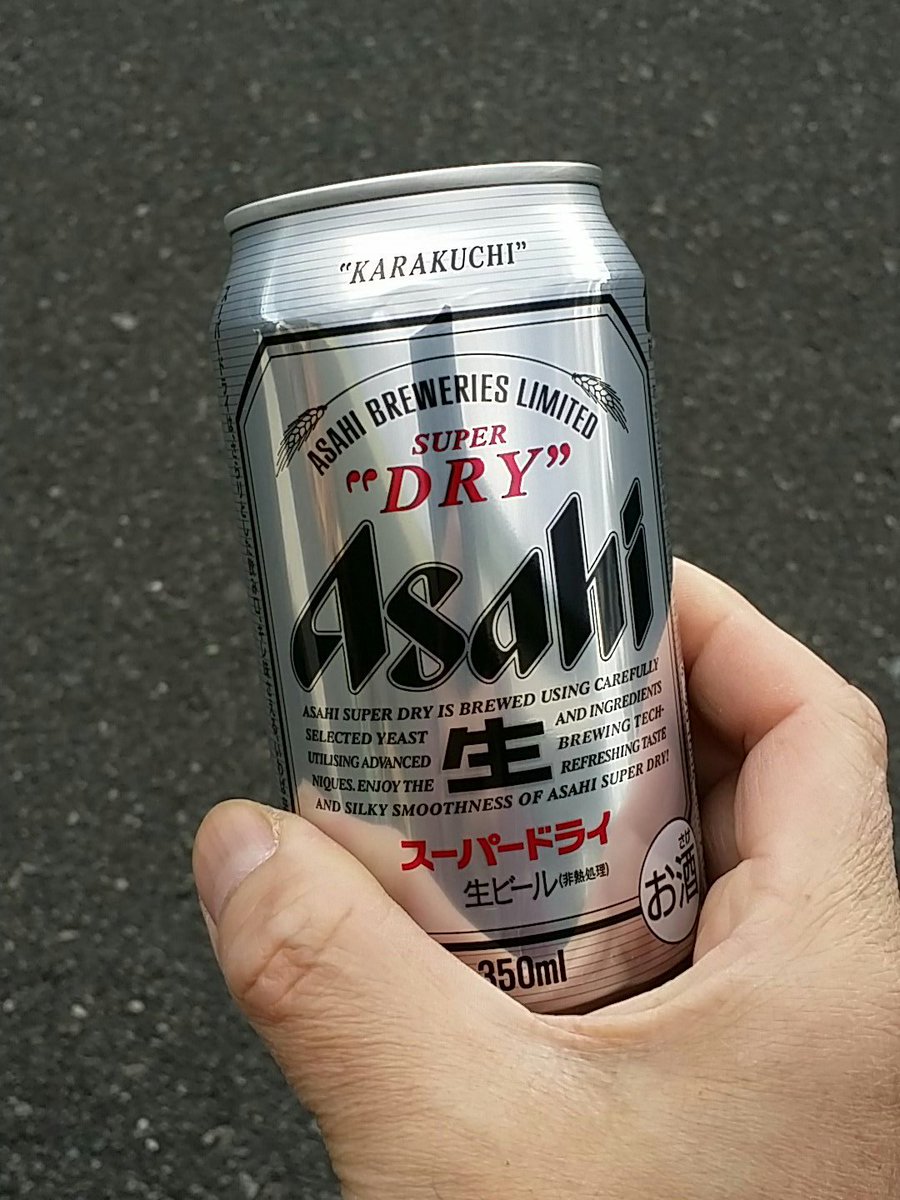 “KARAKUCHI”
ASAHI BREWERIES LIMITED
SUPER
“DRY”
Asahi
ASAHI SUPER DRY IS BREWED USING CAREFULLY
SELECTED YEAST AND INGREDIENTS
UTILISING ADVANCED 生 BREWING TECH-
NIQUES. ENJOY THE REFRESHING TASTE
AND SILKY SMOOTHNESS OF ASAHI SUPER DRY!
スーパードライ
生ビール(非熱処理)
さけ
お酒
350ml